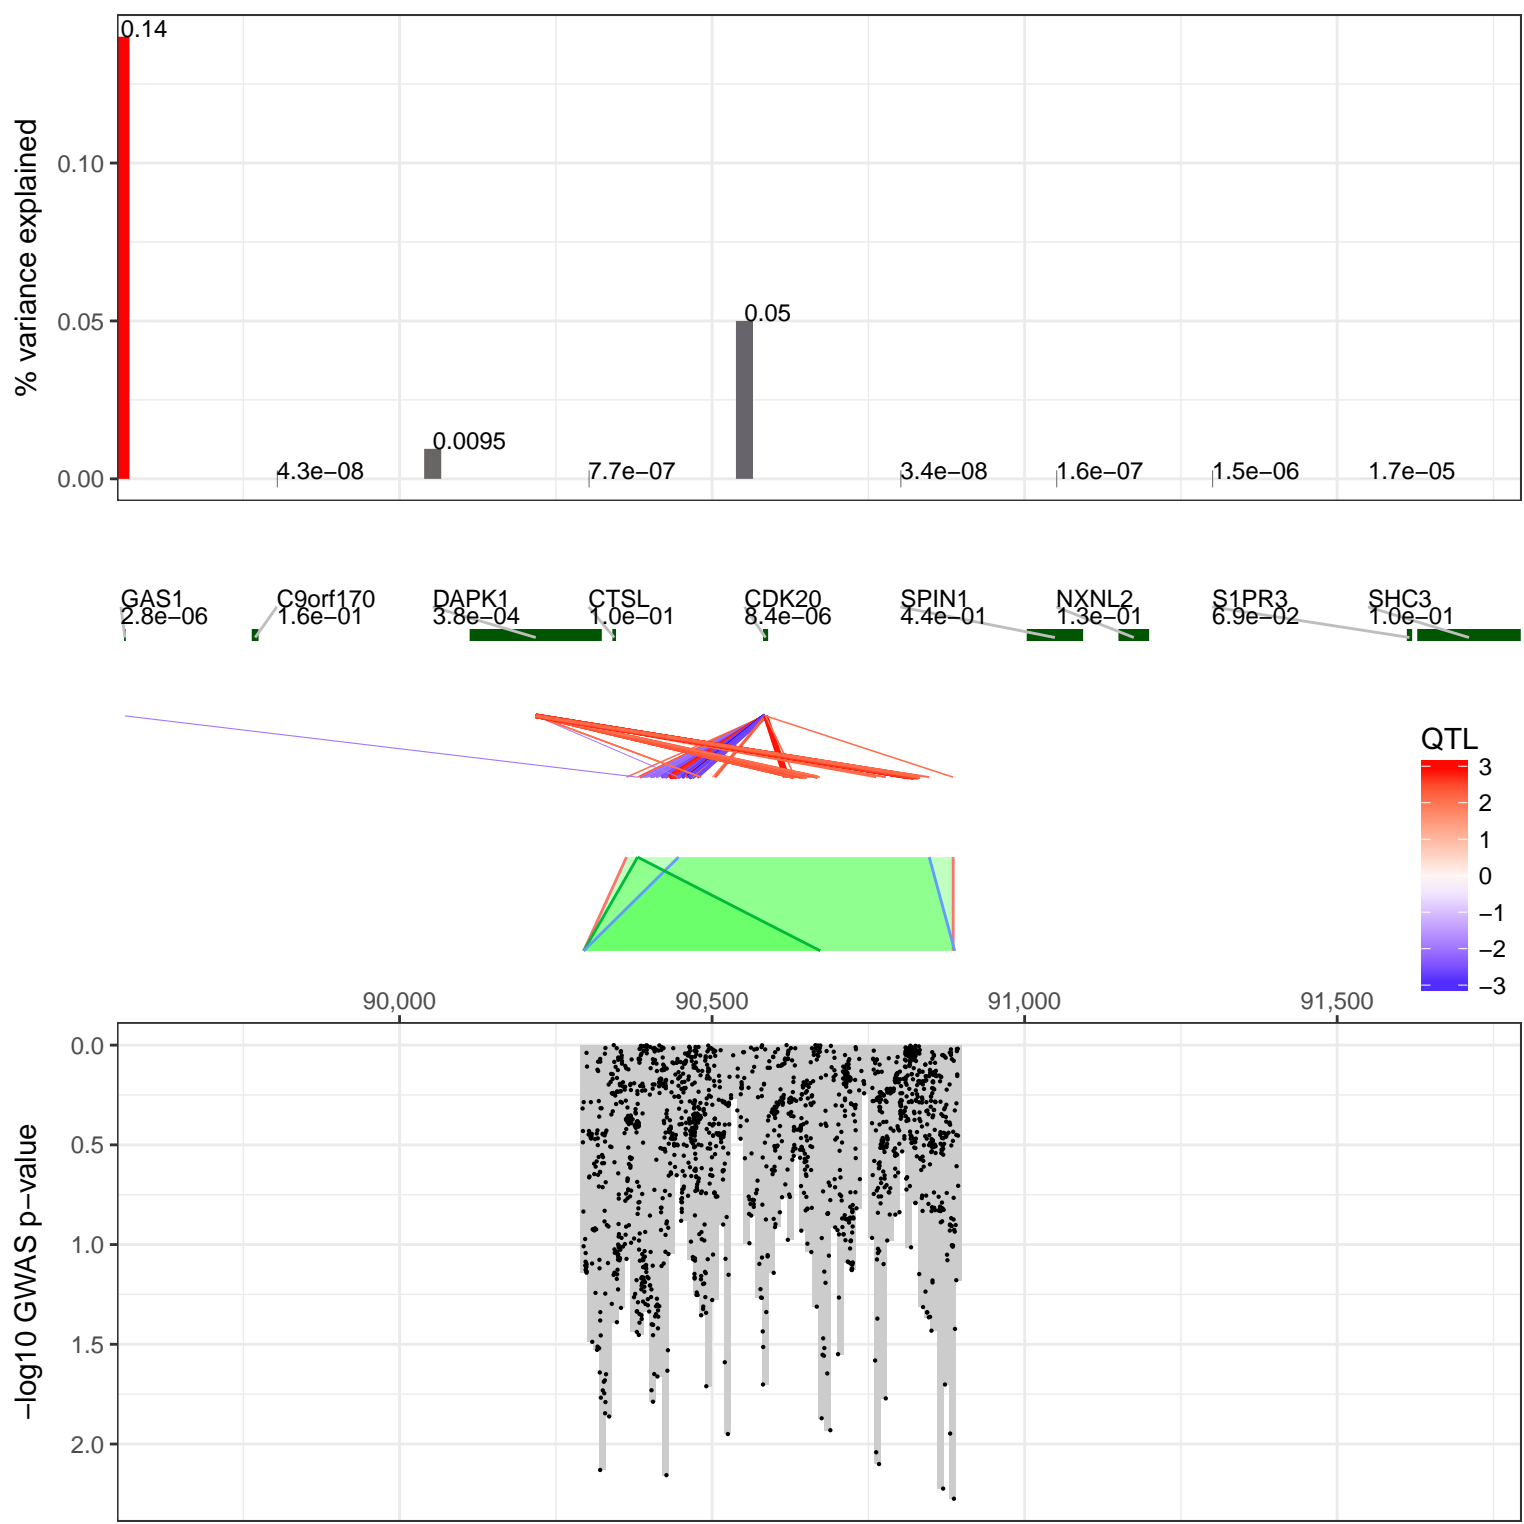 0.14
% variance explained
0.10
0.05
0.05
0.0095
0.00
4.3e−08
7.7e−07
3.4e−08
1.6e−07
1.5e−06
1.7e−05
GAS1 C9orf170 DAPK1 CTSL CDK20 SPIN1 NXNL2 S1PR3 SHC3
2.8e−06 1.6e−01 3.8e−04 1.0e−01 8.4e−06 4.4e−01 1.3e−01 6.9e−02 1.0e−01
QTL
3
2
1
0
−1
−2
−3
90,000 90,500 91,000 91,500
−log10 GWAS p−value
0.0
0.5
1.0
1.5
2.0